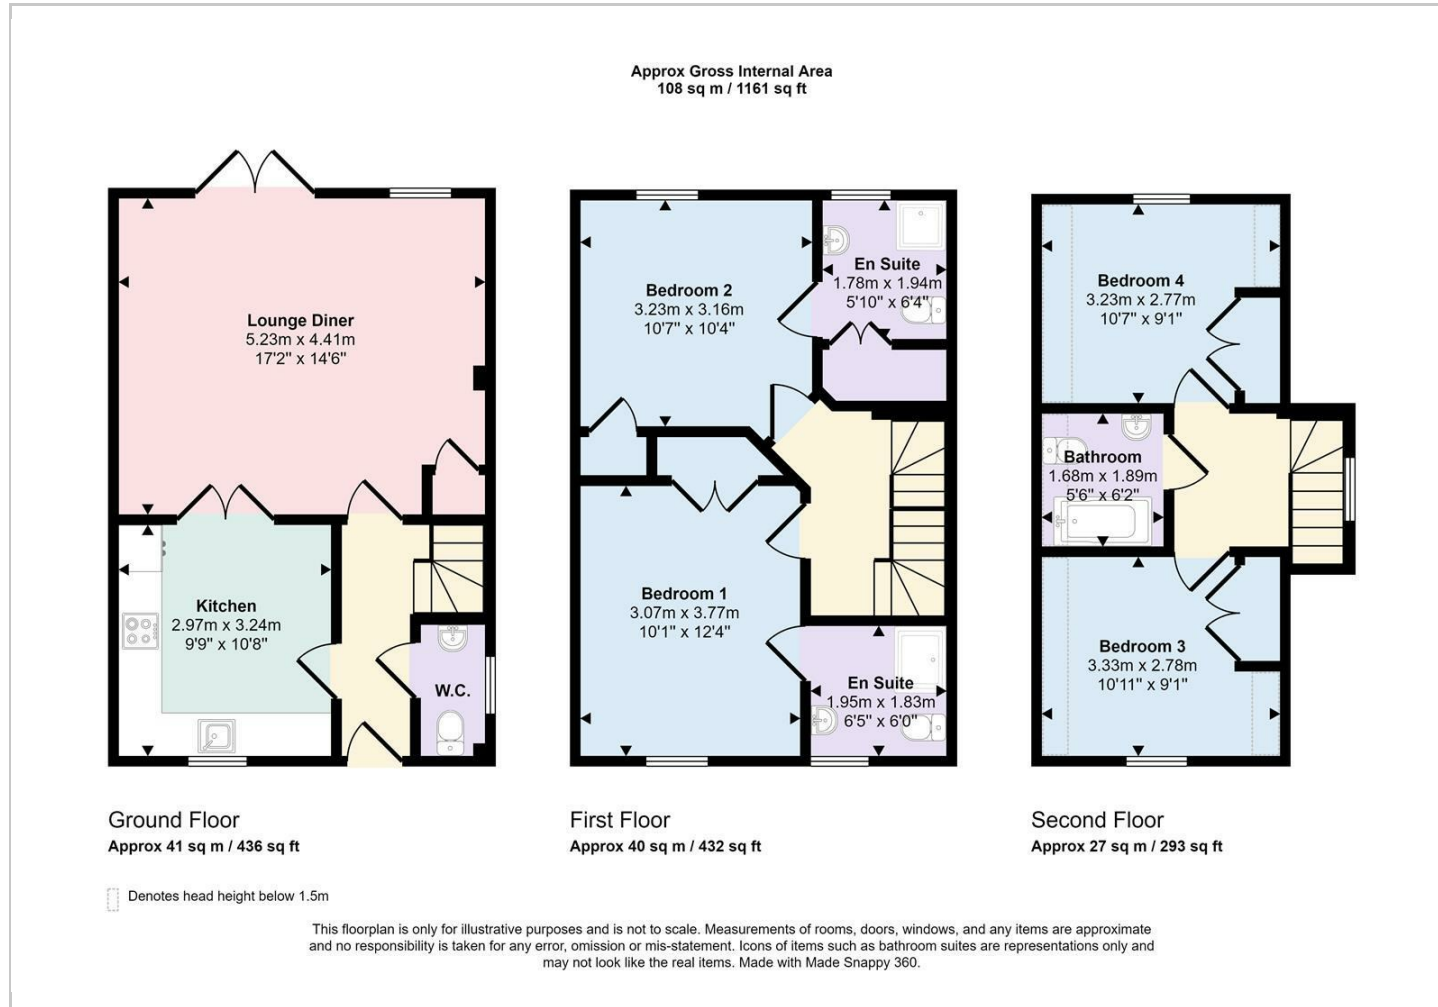 Approx Gross Internal Area
108 sq m / 1161 sq ft
Lounge Diner
5.23m x 4.41m
17'2" x 14'6"
Kitchen
2.97m x 3.24m
9'9" x 10'8"
W.C.
Ground Floor
Approx 41 sq m / 436 sq ft
Bedroom 2
3.23m x 3.16m
10'7" x 10'4"
En Suite
1.78m x 1.94m
5'10" x 6'4"
Bedroom 1
3.07m x 3.77m
10'1" x 12'4"
En Suite
1.95m x 1.83m
6'5" x 6'0"
First Floor
Approx 40 sq m / 432 sq ft
Bedroom 4
3.23m x 2.77m
10'7" x 9'1"
Bathroom
1.68m x 1.89m
5'6" x 6'2"
Bedroom 3
3.33m x 2.78m
10'11" x 9'1"
Second Floor
Approx 27 sq m / 293 sq ft
Denotes head height below 1.5m
This floorplan is only for illustrative purposes and is not to scale. Measurements of rooms, doors, windows, and any items are approximate
and no responsibility is taken for any error, omission or mis-statement. Icons of items such as bathroom suites are representations only and
may not look like the real items. Made with Made Snappy 360.